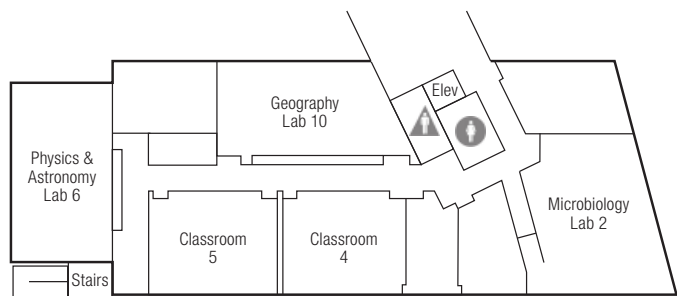 Elev
Geography
Lab 10
Physics &
Astronomy
Lab 6
Microbiology
Lab 2
Classroom
5
Classroom
4
Stairs